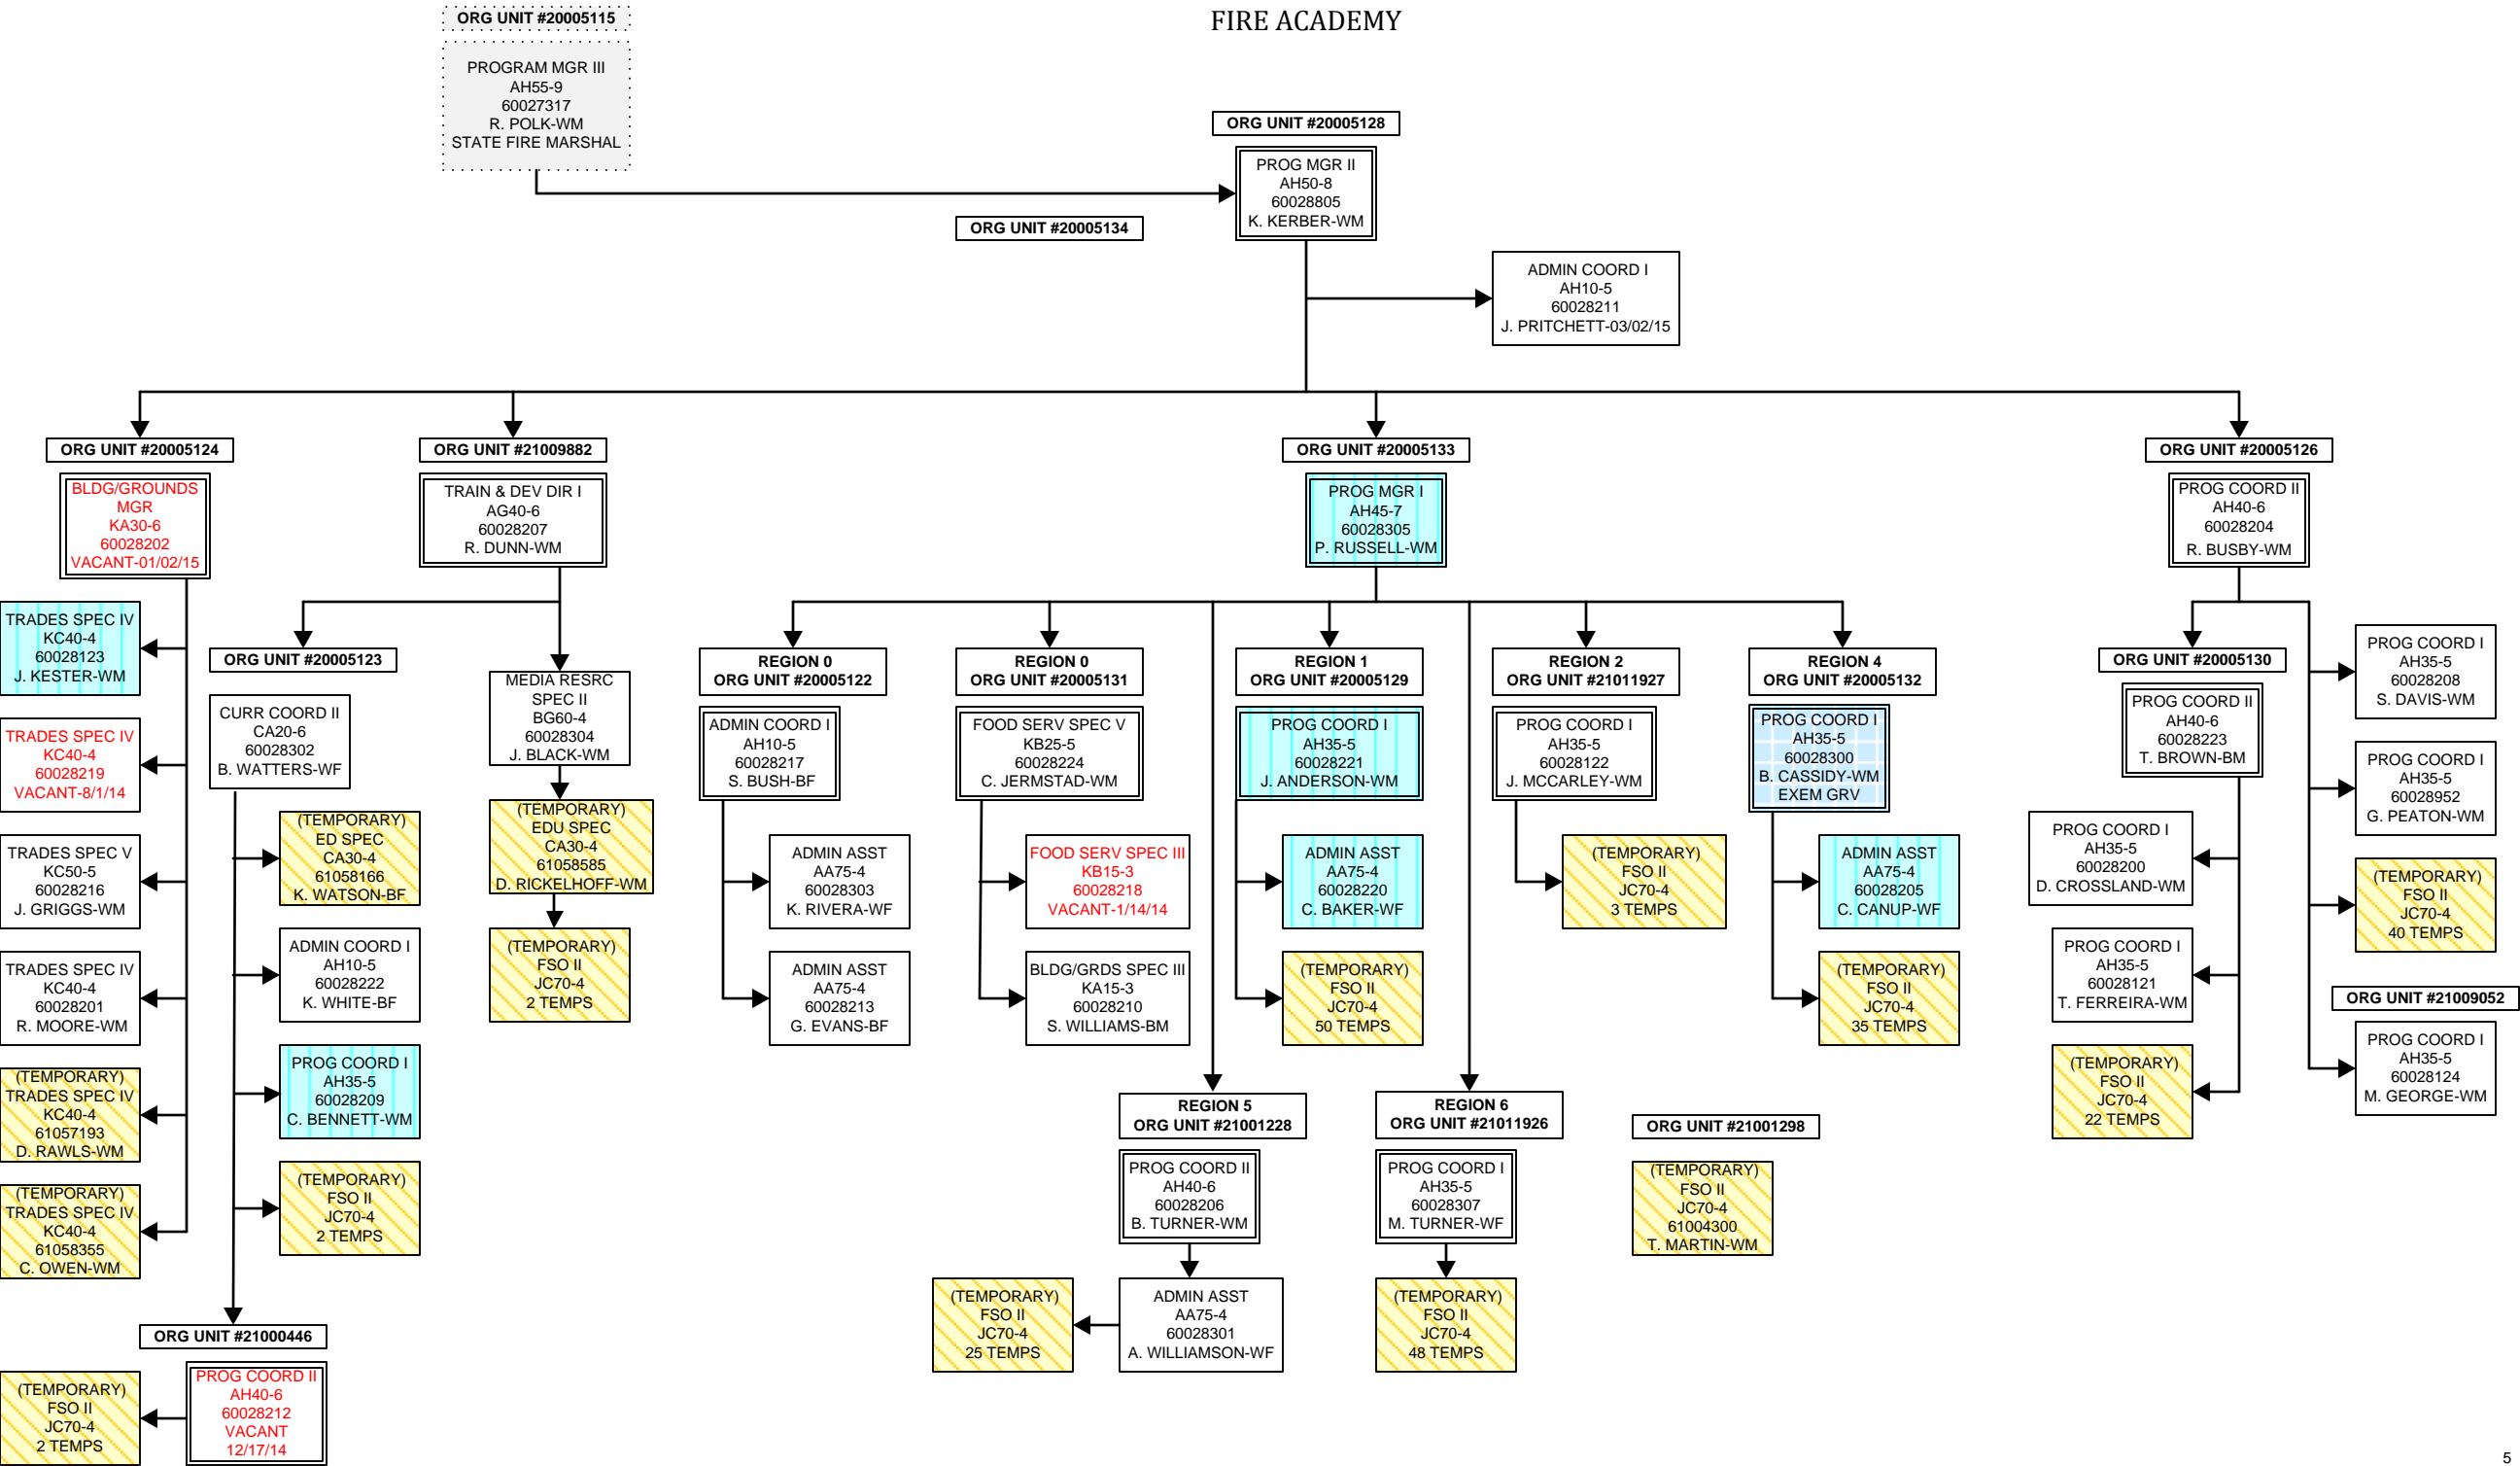 ORG UNIT #20005115
FIRE ACADEMY
PROGRAM MGR III
AH55-9
60027317
R. POLK-WM
STATE FIRE MARSHAL
ORG UNIT #20005128
PROG MGR II
AH50-8
60028805
K. KERBER-WM
ORG UNIT #20005134
ADMIN COORD I
AH10-5
60028211
J. PRITCHETT-03/02/15
ORG UNIT #20005124
BLDG/GROUNDS
MGR
KA30-6
60028202
VACANT-01/02/15
TRADES SPEC IV
KC40-4
60028123
J. KESTER-WM
TRADES SPEC IV
KC40-4
60028219
VACANT-8/1/14
TRADES SPEC V
KC50-5
60028216
J. GRIGGS-WM
TRADES SPEC IV
KC40-4
60028201
R. MOORE-WM
(TEMPORARY)
TRADES SPEC IV
KC40-4
61057193
D. RAWLS-WM
(TEMPORARY)
TRADES SPEC IV
KC40-4
61058355
C. OWEN-WM
ORG UNIT #21009882
TRAIN & DEV DIR I
AG40-6
60028207
R. DUNN-WM
ORG UNIT #20005123
CURR COORD II
CA20-6
60028302
B. WATTERS-WF
(TEMPORARY)
ED SPEC
CA30-4
61058166
K. WATSON-BF
ADMIN COORD I
AH10-5
60028222
K. WHITE-BF
PROG COORD I
AH35-5
60028209
C. BENNETT-WM
(TEMPORARY)
FSO II
JC70-4
2 TEMPS
ORG UNIT #21000446
PROG COORD II
AH40-6
60028212
VACANT
12/17/14
(TEMPORARY)
FSO II
JC70-4
2 TEMPS
MEDIA RESRC
SPEC II
BG60-4
60028304
J. BLACK-WM
(TEMPORARY)
EDU SPEC
CA30-4
61058585
D. RICKELHOFF-WM
(TEMPORARY)
FSO II
JC70-4
2 TEMPS
ORG UNIT #20005133
PROG MGR I
AH45-7
60028305
P. RUSSELL-WM
REGION 0
ORG UNIT #20005122
ADMIN COORD I
AH10-5
60028217
S. BUSH-BF
ADMIN ASST
AA75-4
60028303
K. RIVERA-WF
ADMIN ASST
AA75-4
60028213
G. EVANS-BF
REGION 0
ORG UNIT #20005131
FOOD SERV SPEC V
KB25-5
60028224
C. JERMSTAD-WM
FOOD SERV SPEC III
KB15-3
60028218
VACANT-1/14/14
BLDG/GRDS SPEC III
KA15-3
60028210
S. WILLIAMS-BM
REGION 1
ORG UNIT #20005129
PROG COORD I
AH35-5
60028221
J. ANDERSON-WM
ADMIN ASST
AA75-4
60028220
C. BAKER-WF
(TEMPORARY)
FSO II
JC70-4
50 TEMPS
REGION 2
ORG UNIT #21011927
PROG COORD I
AH35-5
60028122
J. MCCARLEY-WM
(TEMPORARY)
FSO II
JC70-4
3 TEMPS
REGION 4
ORG UNIT #20005132
PROG COORD I
AH35-5
60028300
B. CASSIDY-WM
EXEM GRV
ADMIN ASST
AA75-4
60028205
C. CANUP-WF
(TEMPORARY)
FSO II
JC70-4
35 TEMPS
REGION 5
ORG UNIT #21001228
PROG COORD II
AH40-6
60028206
B. TURNER-WM
ADMIN ASST
AA75-4
60028301
A. WILLIAMSON-WF
(TEMPORARY)
FSO II
JC70-4
25 TEMPS
REGION 6
ORG UNIT #21011926
PROG COORD I
AH35-5
60028307
M. TURNER-WF
(TEMPORARY)
FSO II
JC70-4
48 TEMPS
ORG UNIT #21001298
(TEMPORARY)
FSO II
JC70-4
61004300
T. MARTIN-WM
ORG UNIT #20005126
PROG COORD II
AH40-6
60028204
R. BUSBY-WM
ORG UNIT #20005130
PROG COORD II
AH40-6
60028223
T. BROWN-BM
PROG COORD I
AH35-5
60028200
D. CROSSLAND-WM
PROG COORD I
AH35-5
60028121
T. FERREIRA-WM
(TEMPORARY)
FSO II
JC70-4
22 TEMPS
PROG COORD I
AH35-5
60028208
S. DAVIS-WM
PROG COORD I
AH35-5
60028952
G. PEATON-WM
(TEMPORARY)
FSO II
JC70-4
40 TEMPS
ORG UNIT #21009052
PROG COORD I
AH35-5
60028124
M. GEORGE-WM
5